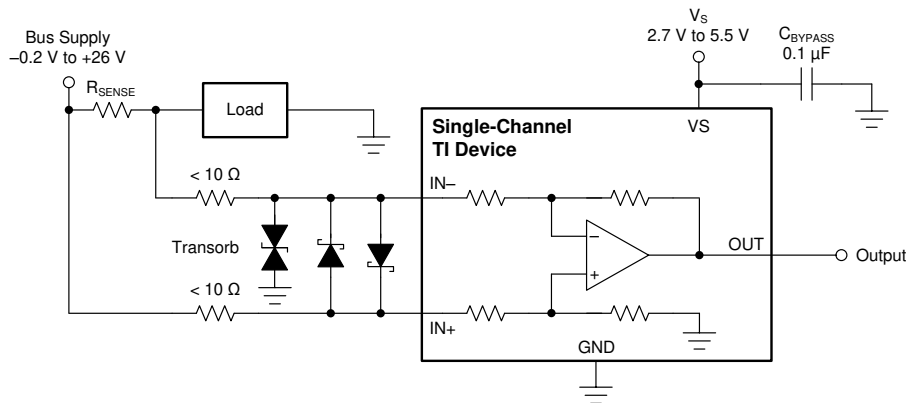 Bus Supply
–0.2 V to +26 V
RSENSE
Load
VS
2.7 V to 5.5 V
CBYPASS
0.1 µF
Single-Channel
TI Device
VS
< 10 Ω
IN–
Transorb
–
+
OUT
Output
< 10 Ω
IN+
GND